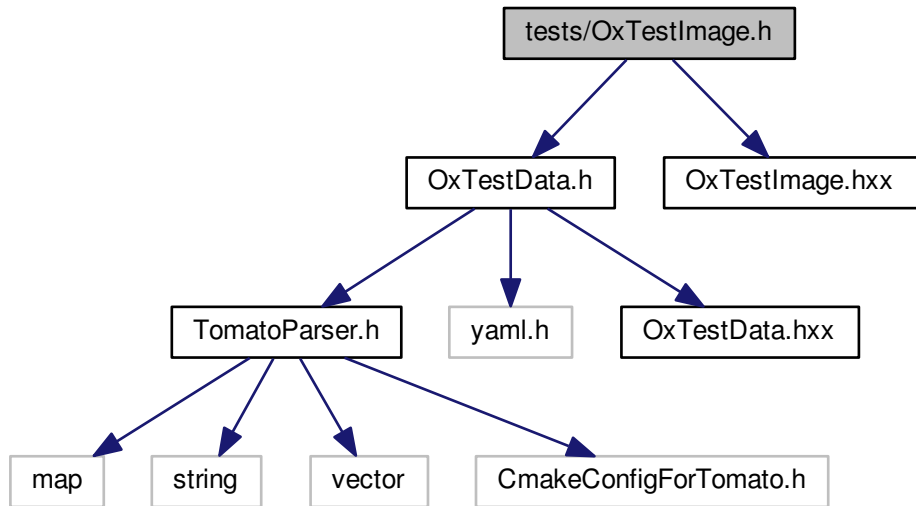 tests/OxTestImage.h
OxTestData.h
OxTestImage.hxx
TomatoParser.h
yaml.h
OxTestData.hxx
map
string
vector
CmakeConfigForTomato.h